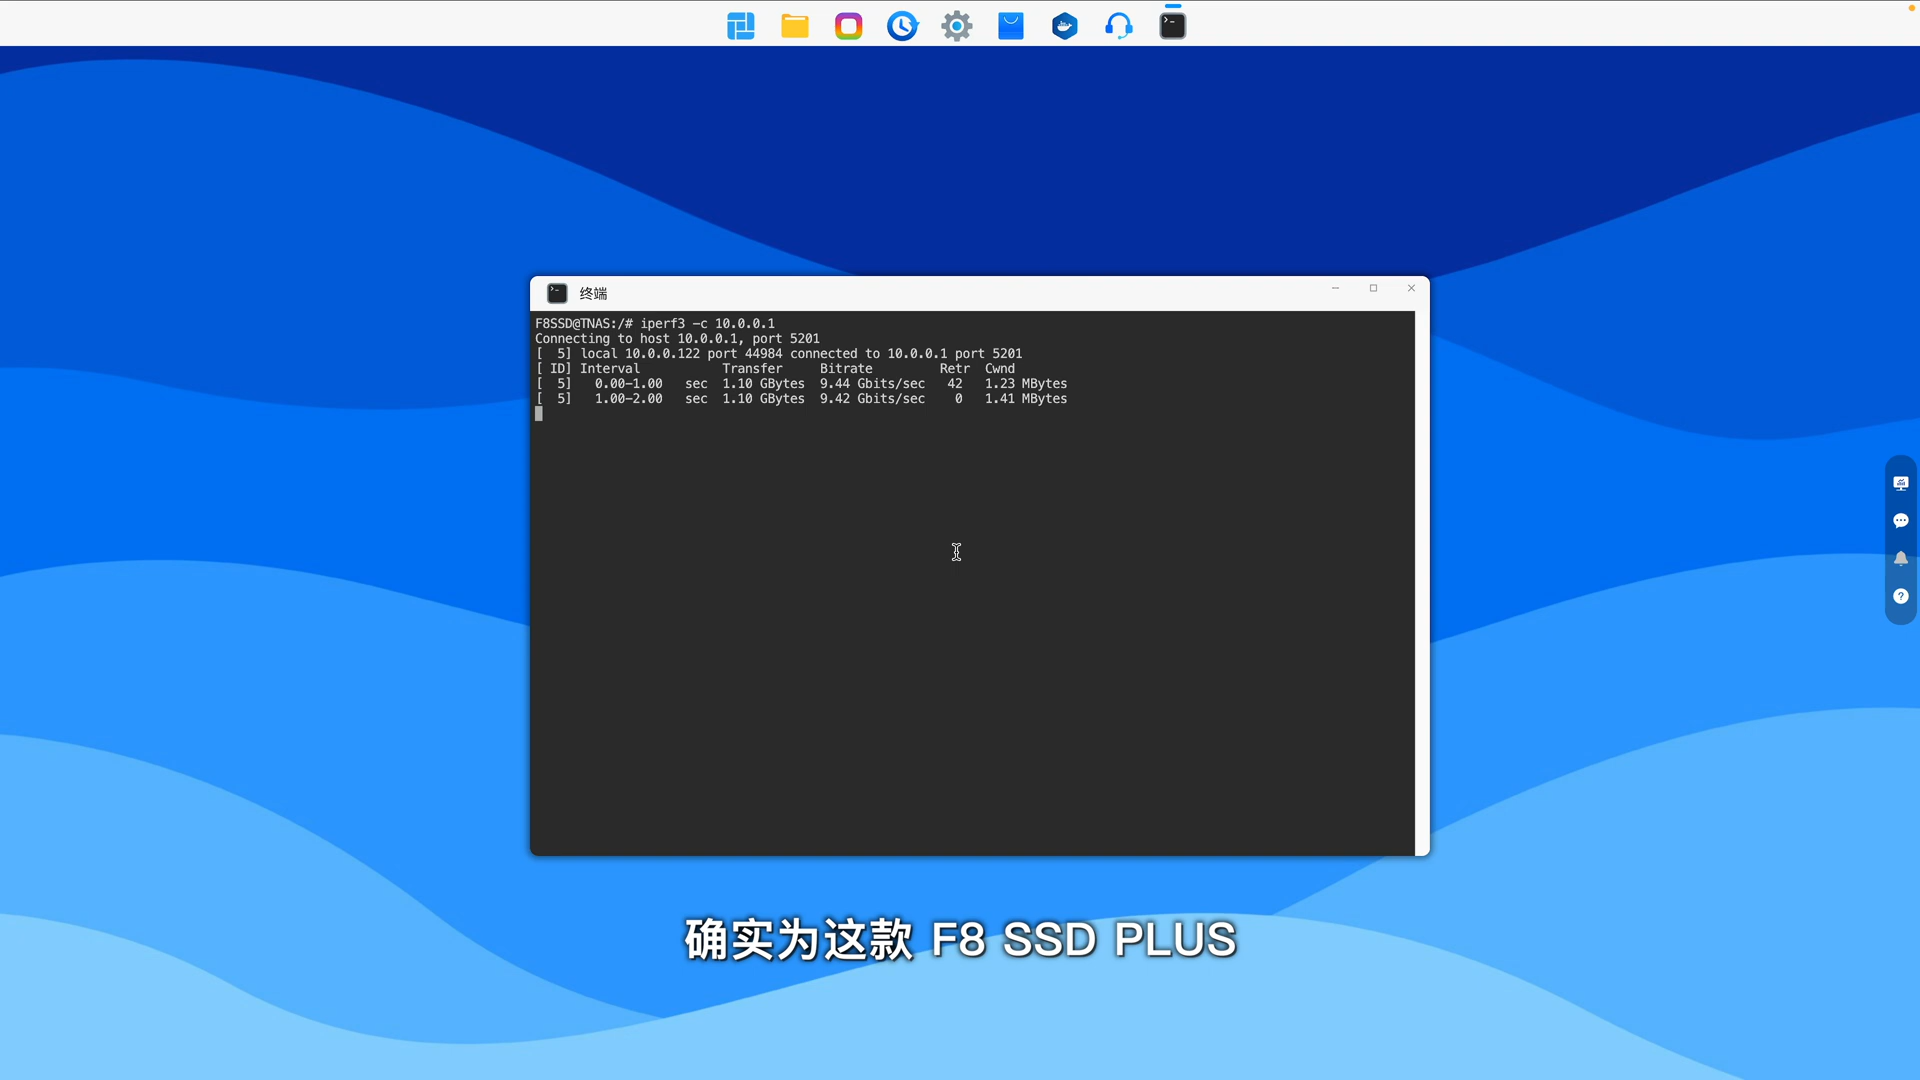 终端
F8SSD@TNAS:/# iperf3 -c 10.0.0.1
Connecting to host 10.0.0.1, port 5201
[  5] local 10.0.0.122 port 44984 connected to 10.0.0.1 port 5201
[ ID] Interval           Transfer     Bitrate         Retr  Cwnd
[  5]   0.00-1.00   sec  1.10 GBytes  9.44 Gbits/sec   42   1.23 MBytes
[  5]   1.00-2.00   sec  1.10 GBytes  9.42 Gbits/sec    0   1.41 MBytes
确实为这款 F8 SSD PLUS